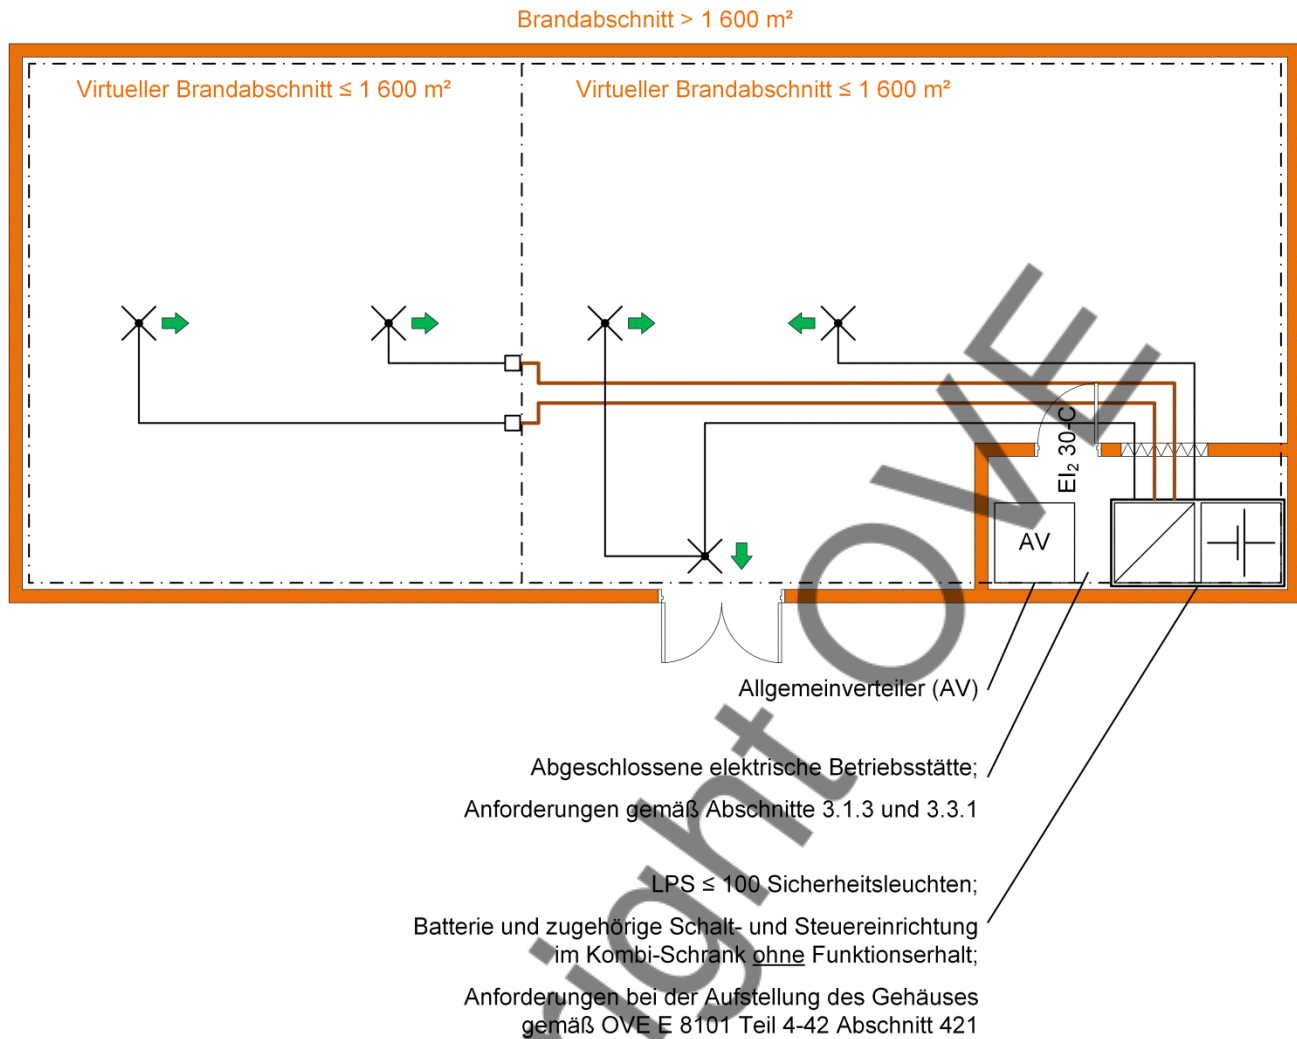 Brandabschnitt > 1 600 m²
Virtueller Brandabschnitt ≤ 1 600 m²
Virtueller Brandabschnitt ≤ 1 600 m²
EI₂ 30-C
AV
Allgemeinverteiler (AV)
Abgeschlossene elektrische Betriebsstätte;
Anforderungen gemäß Abschnitte 3.1.3 und 3.3.1
LPS ≤ 100 Sicherheitsleuchten;
Batterie und zugehörige Schalt- und Steuereinrichtung
im Kombi-Schrank ohne Funktionserhalt;
Anforderungen bei der Aufstellung des Gehäuses
gemäß OVE E 8101 Teil 4-42 Abschnitt 421
right OVE